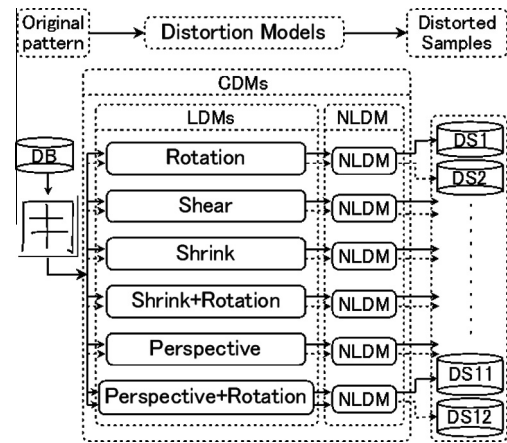 Original pattern
Distortion Models
Distorted Samples
CDMs
LDMs
NLDM
DB
Rotation
NLDM
DS1
DS2
Shear
NLDM
Shrink
NLDM
Shrink+Rotation
NLDM
Perspective
NLDM
DS11
Perspective+Rotation
NLDM
DS12